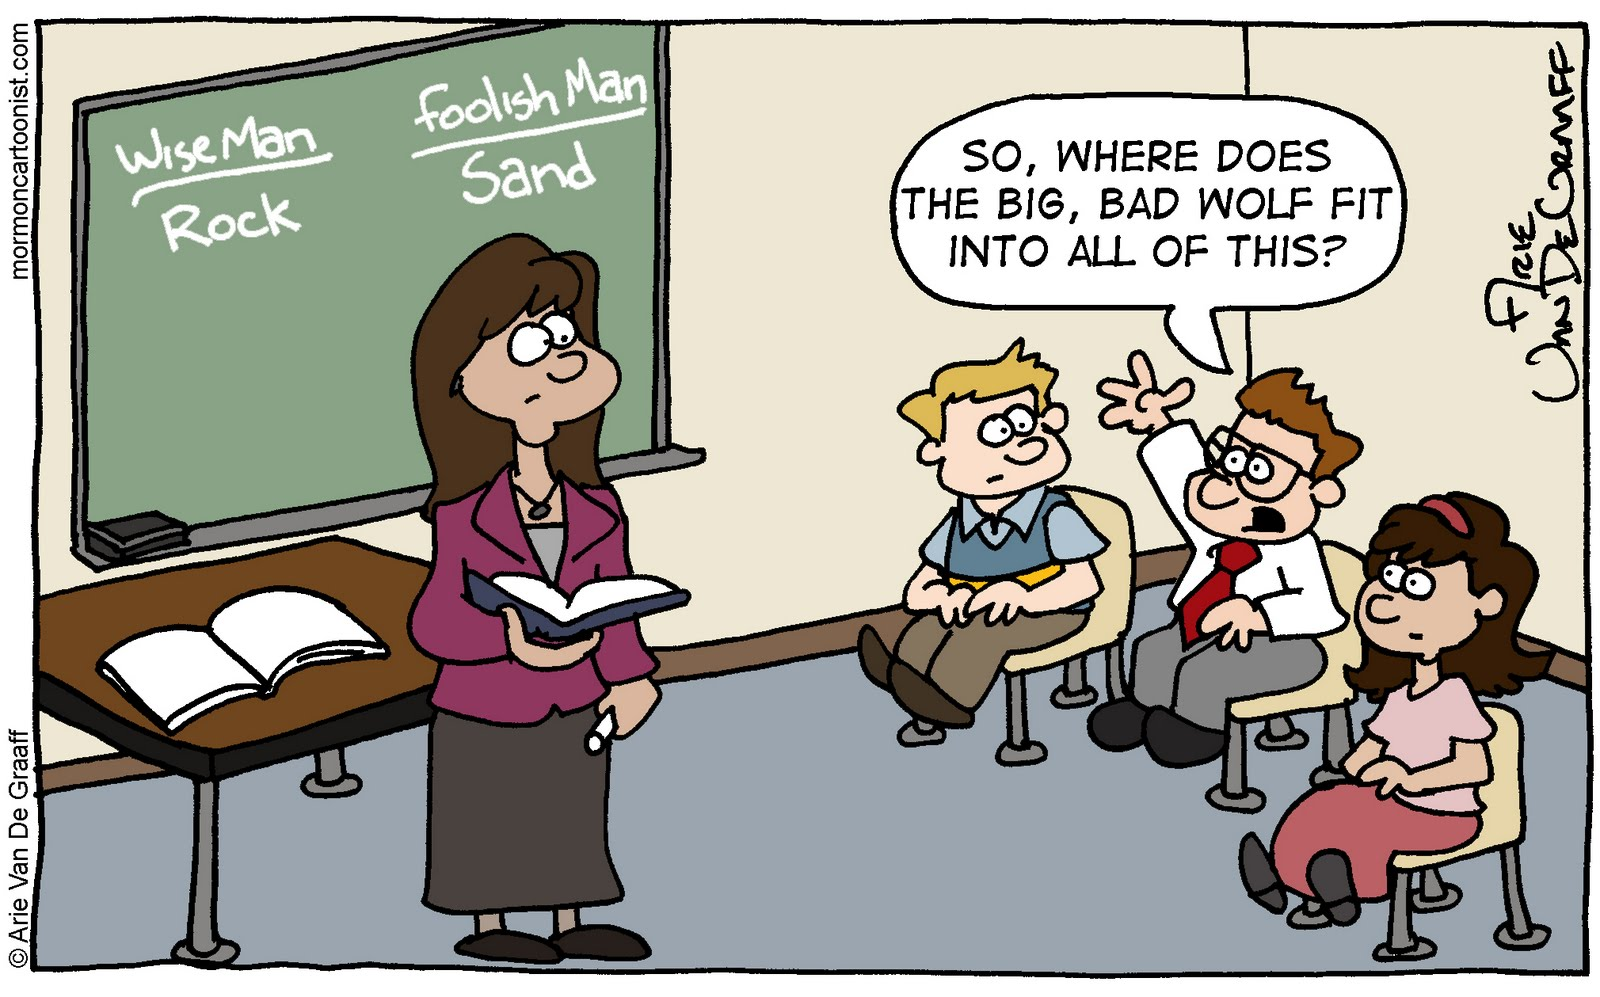 mormoncartoonist.com
© Arie Van De Graaff
Wise Man
Rock
Foolish Man
Sand
SO, WHERE DOES
THE BIG, BAD WOLF FIT
INTO ALL OF THIS?
ARIE
VAN DE GRAAFF